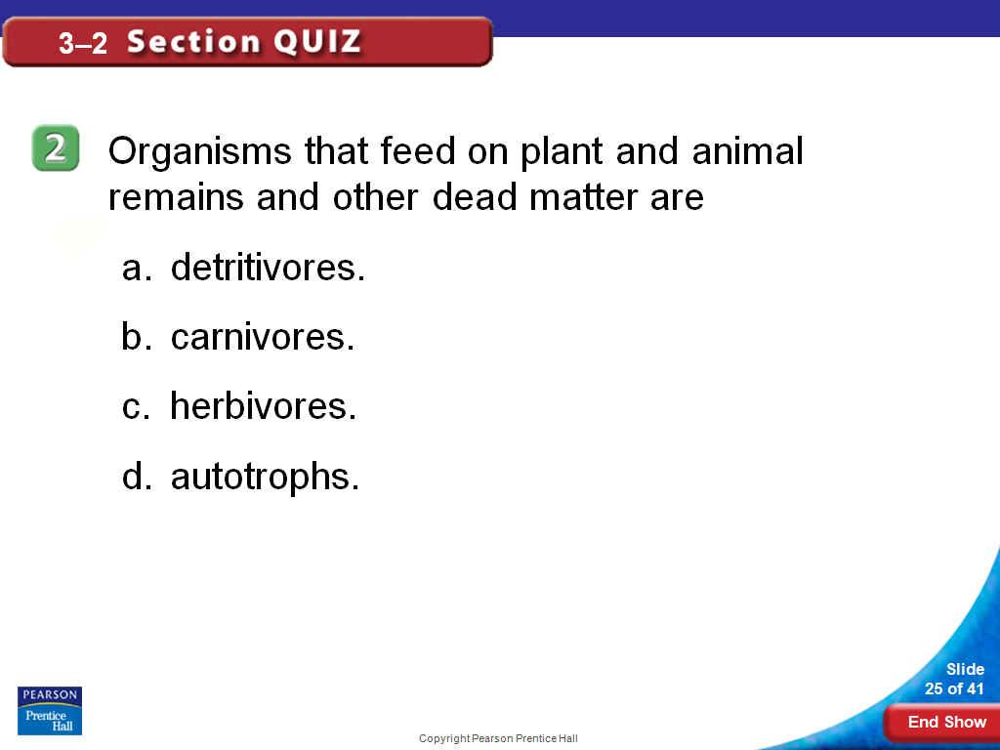 3–2 Section QUIZ
2 Organisms that feed on plant and animal
remains and other dead matter are
a. detritivores.
b. carnivores.
c. herbivores.
d. autotrophs.
Slide
25 of 41
End Show
PEARSON
Prentice
Hall
Copyright Pearson Prentice Hall